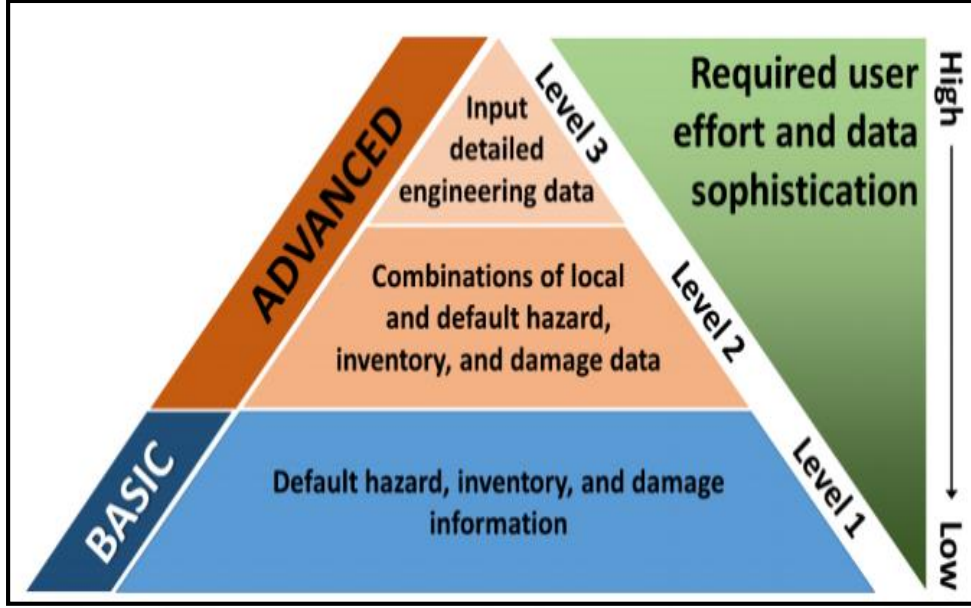 ADVANCED
BASIC
Input
detailed
engineering data
Combinations of local
and default hazard,
inventory, and damage data
Default hazard, inventory, and damage
information
Level 3
Level 2
Level 1
Required user
effort and data
sophistication
High
Low